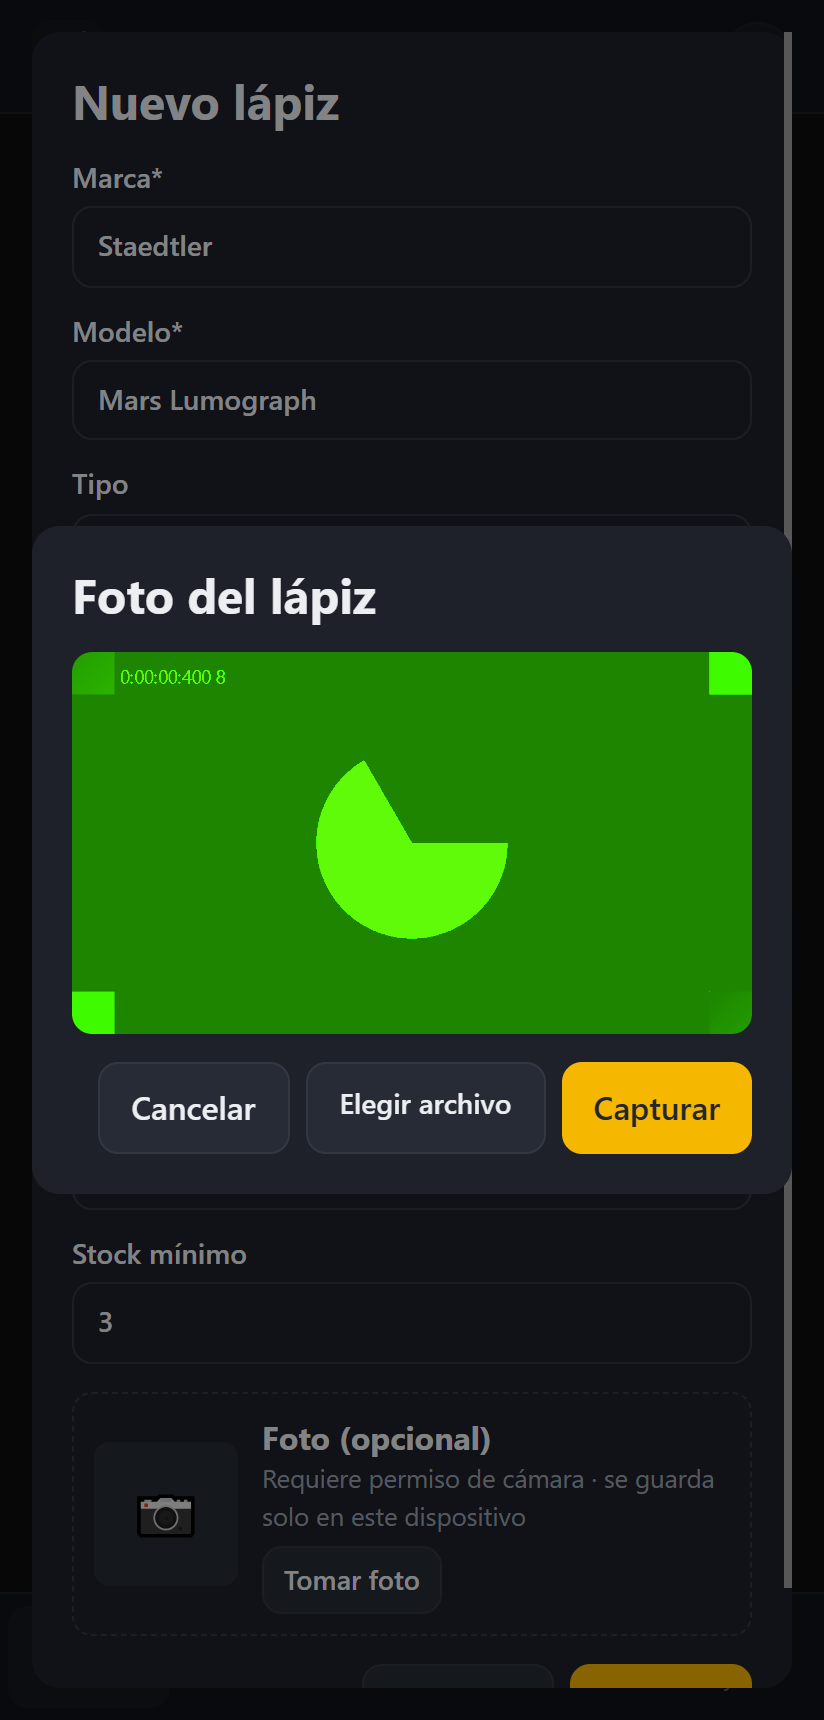 Nuevo lápiz
Marca*
Staedtler
Modelo*
Mars Lumograph
Tipo
Foto del lápiz
0:00:00:400 8
Cancelar
Elegir archivo
Capturar
Stock mínimo
3
Foto (opcional)
Requiere permiso de cámara · se guarda
solo en este dispositivo
Tomar foto